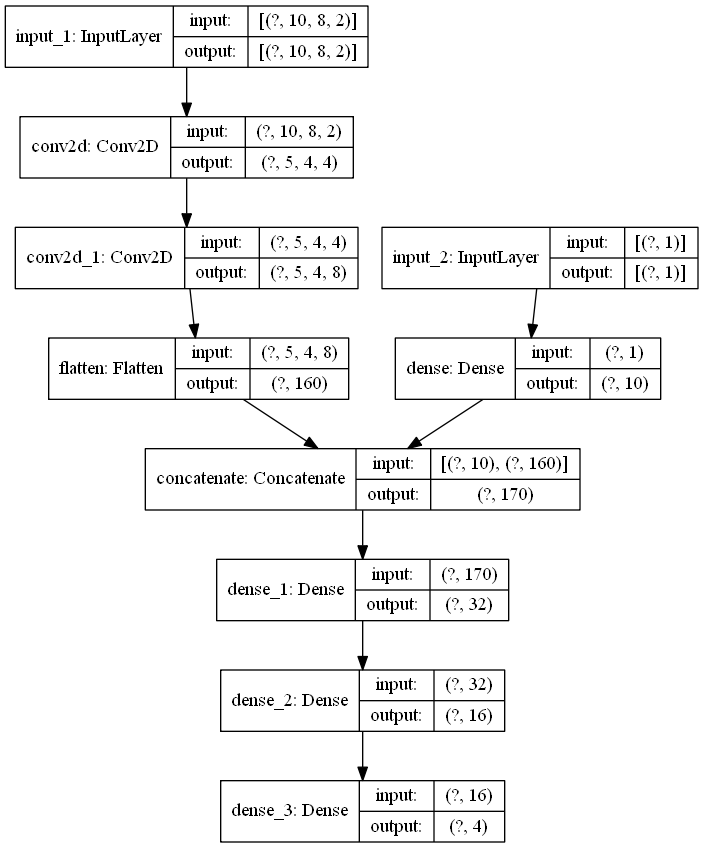 input_1: InputLayer
input: [(?, 10, 8, 2)]
output: [(?, 10, 8, 2)]
conv2d: Conv2D
input: (?, 10, 8, 2)
output: (?, 5, 4, 4)
conv2d_1: Conv2D
input: (?, 5, 4, 4)
output: (?, 5, 4, 8)
input_2: InputLayer
input: [(?, 1)]
output: [(?, 1)]
flatten: Flatten
input: (?, 5, 4, 8)
output: (?, 160)
dense: Dense
input: (?, 1)
output: (?, 10)
concatenate: Concatenate
input: [(?, 10), (?, 160)]
output: (?, 170)
dense_1: Dense
input: (?, 170)
output: (?, 32)
dense_2: Dense
input: (?, 32)
output: (?, 16)
dense_3: Dense
input: (?, 16)
output: (?, 4)